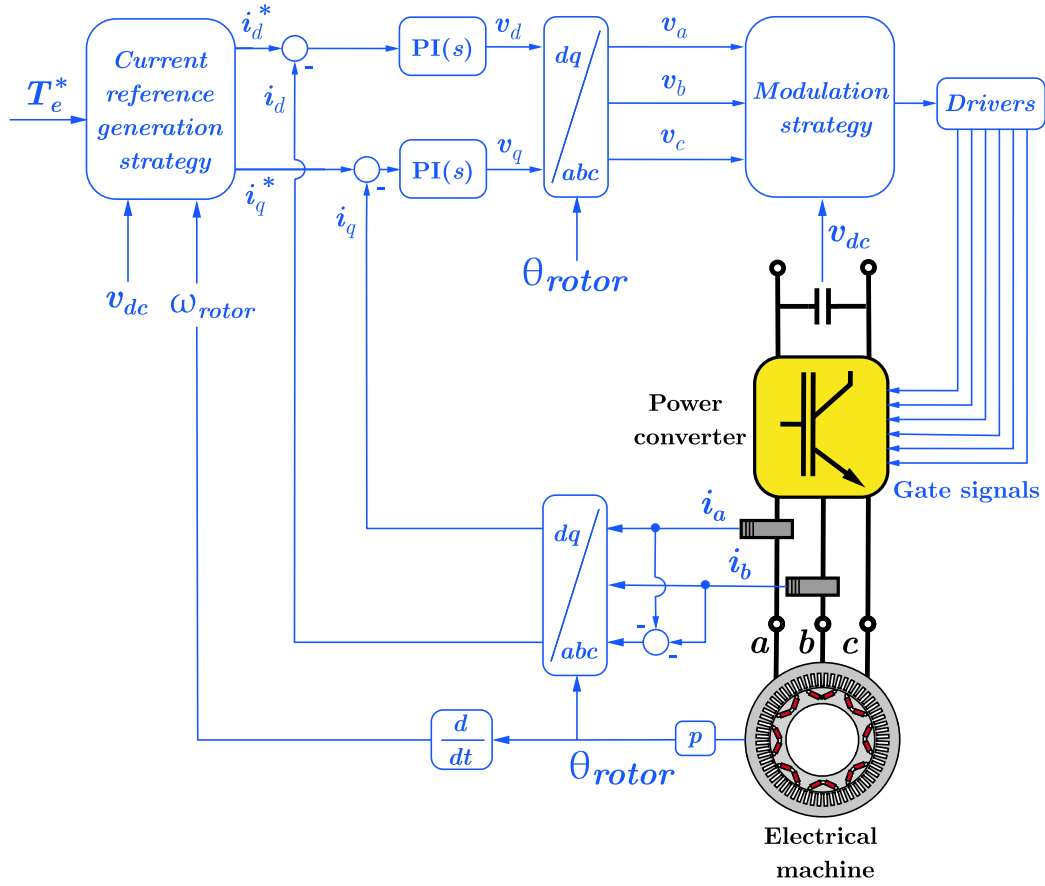 T_e^*
Current
reference
generation
strategy
i_d^*
i_q^*
-
-
i_d
i_q
PI(s)
PI(s)
v_d
v_q
dq
abc
v_a
v_b
v_c
Modulation
strategy
Drivers
v_dc
ω_rotor
θ_rotor
v_dc
Power
converter
Gate signals
dq
abc
i_a
i_b
-
-
a b c
d
dt
θ_rotor
p
Electrical
machine